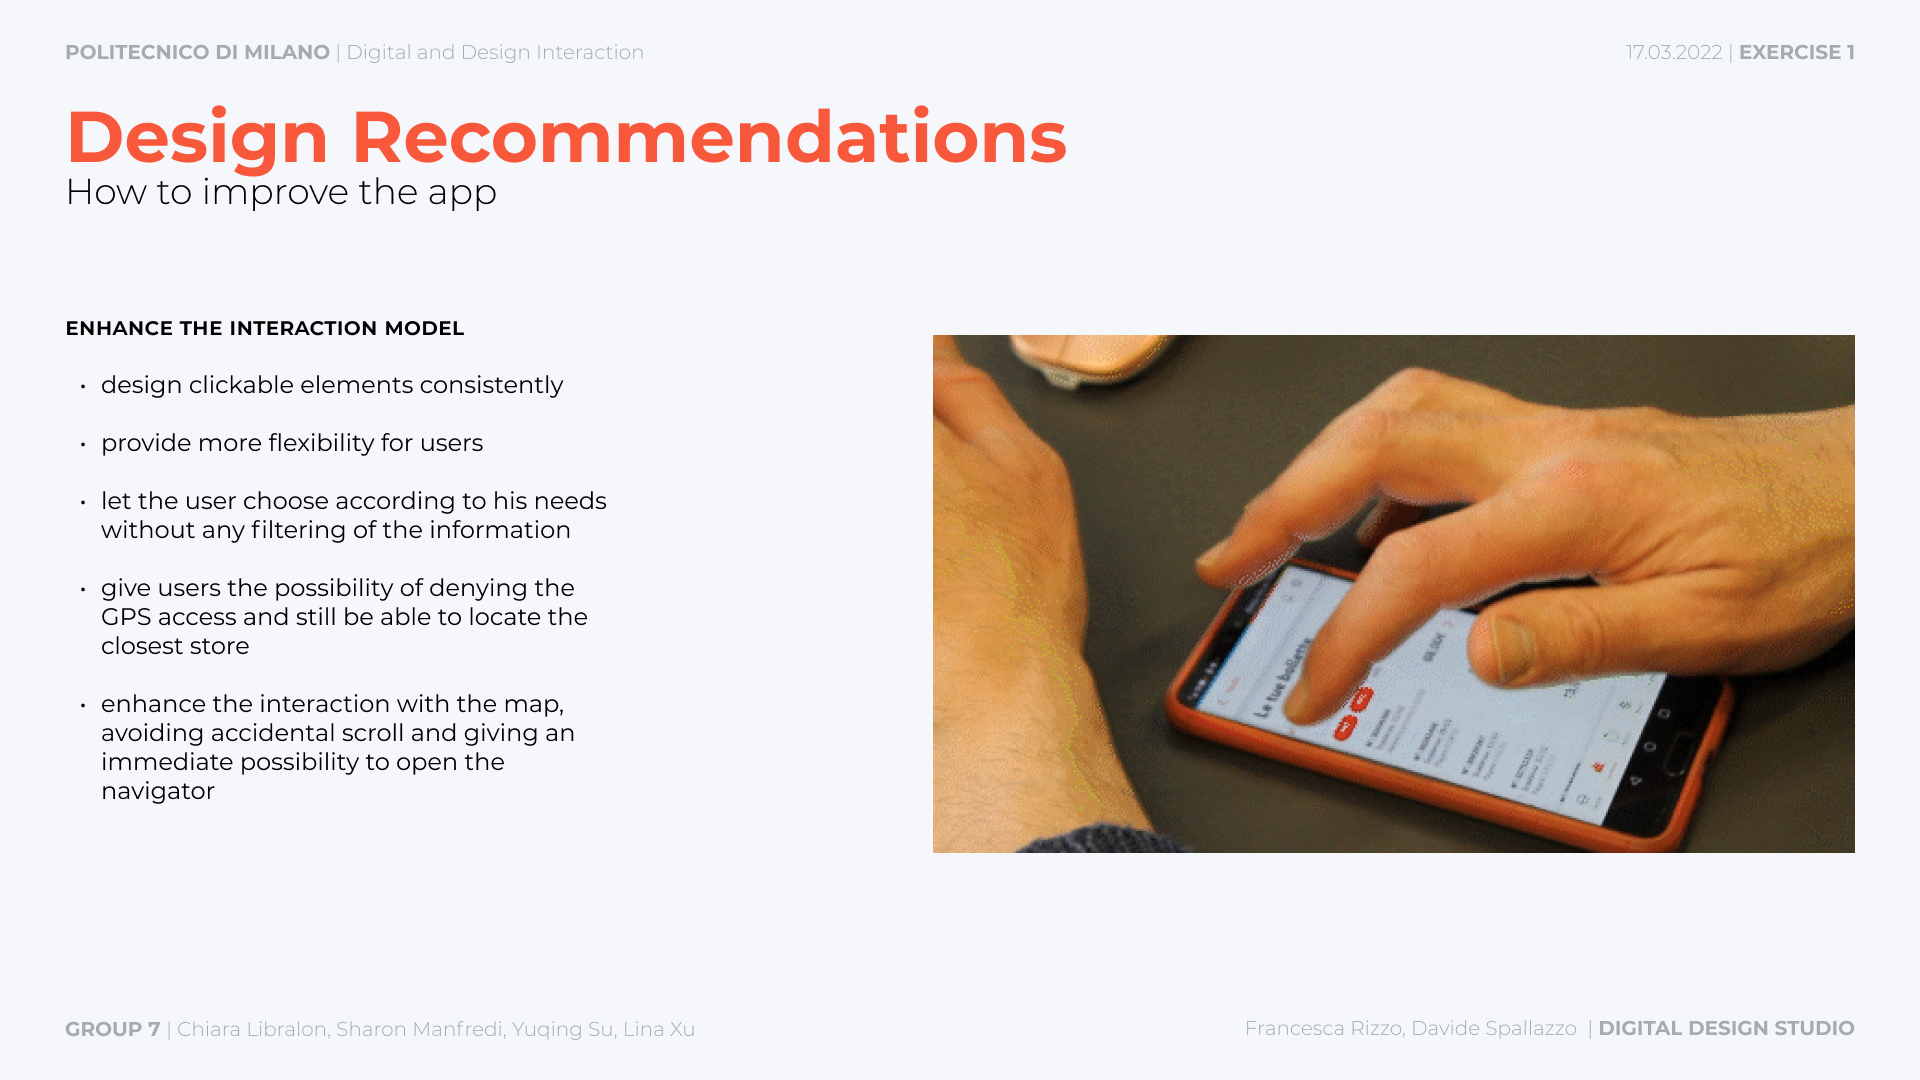 POLITECNICO DI MILANO | Digital and Design Interaction
17.03.2022 | EXERCISE 1
Design Recommendations
How to improve the app
ENHANCE THE INTERACTION MODEL
• design clickable elements consistently
• provide more flexibility for users
• let the user choose according to his needs
without any filtering of the information
• give users the possibility of denying the
GPS access and still be able to locate the
closest store
• enhance the interaction with the map,
avoiding accidental scroll and giving an
immediate possibility to open the
navigator
Le tue bollette
GROUP 7 | Chiara Libralon, Sharon Manfredi, Yuqing Su, Lina Xu
Francesca Rizzo, Davide Spallazzo | DIGITAL DESIGN STUDIO